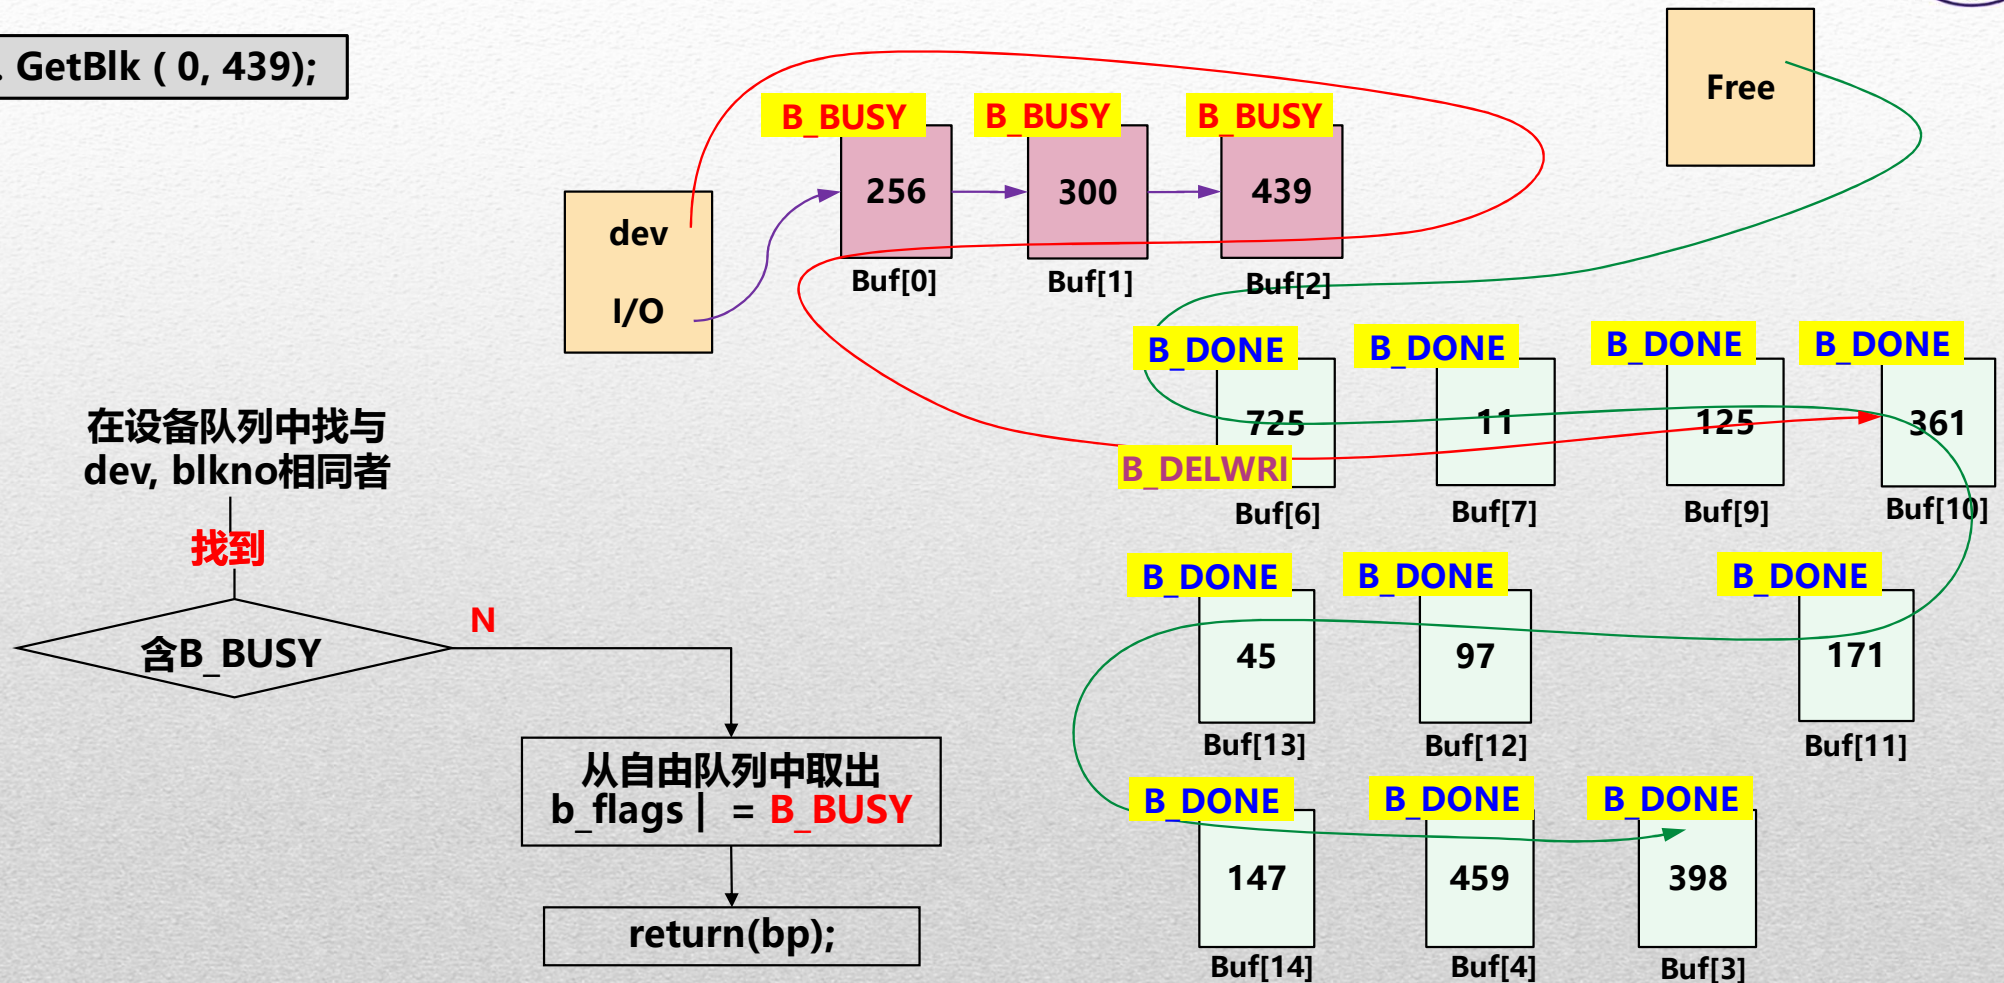 . GetBlk ( 0, 439);
Free
B_BUSY
B_BUSY
B_BUSY
dev
I/O
256
300
439
Buf[0]
Buf[1]
Buf[2]
B_DONE
B_DONE
B_DONE
B_DONE
725
11
125
361
B_DELWRI
Buf[6]
Buf[7]
Buf[9]
Buf[10]
在设备队列中找与
dev, blkno相同者
找到
含B_BUSY
N
从自由队列中取出
b_flags | = B_BUSY
return(bp);
B_DONE
B_DONE
B_DONE
45
97
171
Buf[13]
Buf[12]
Buf[11]
B_DONE
B_DONE
B_DONE
147
459
398
Buf[14]
Buf[4]
Buf[3]